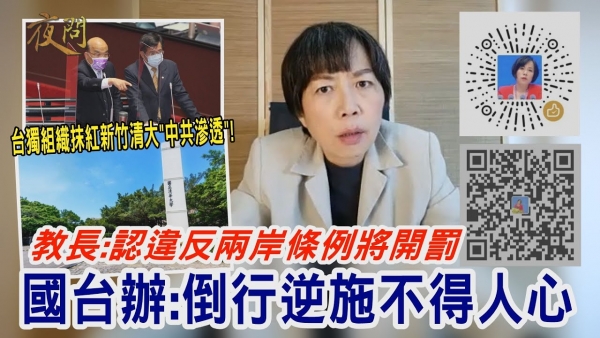 夜問
台獨組織抹紅新竹清大"中共滲透"!
教長:認違反兩岸條例將開罰
國台辦:倒行逆施不得人心